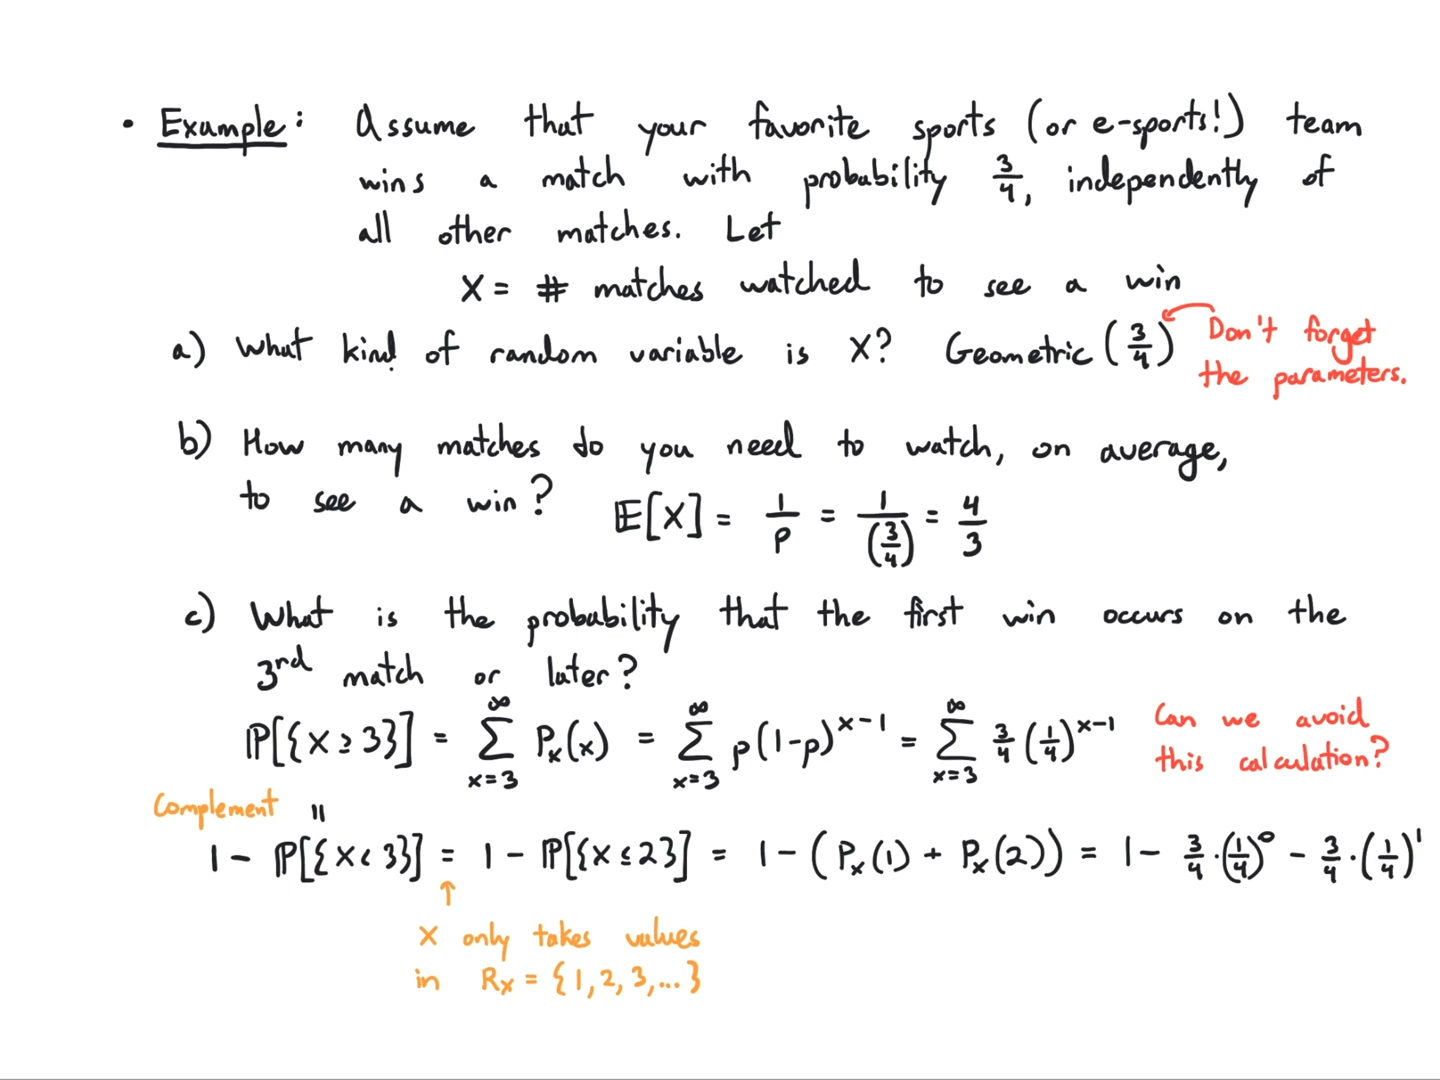 • Example: Assume that your favorite sports (or e-sports!) team
wins a match with probability 3/4, independently of
all other matches. Let
X = # matches watched to see a win
a) What kind of random variable is X? Geometric (3/4) Don't forget
the parameters.
b) How many matches do you need to watch, on average,
to see a win? 𝔼[X] = 1/p = 1/(3/4) = 4/3
c) What is the probability that the first win occurs on the
3rd match or later?
ℙ[{X ≥ 3}] = ∑_{x=3}^{∞} P_X(x) = ∑_{x=3}^{∞} p(1-p)^{x-1} = ∑_{x=3}^{∞} 3/4 (1/4)^{x-1} Can we avoid
this calculation?
Complement =
1 - ℙ[{X < 3}] = 1 - ℙ[{X ≤ 2}] = 1 - (P_X(1) + P_X(2)) = 1 - 3/4 · (1/4)^0 - 3/4 · (1/4)^1
↑
X only takes values
in R_X = {1, 2, 3, ...}